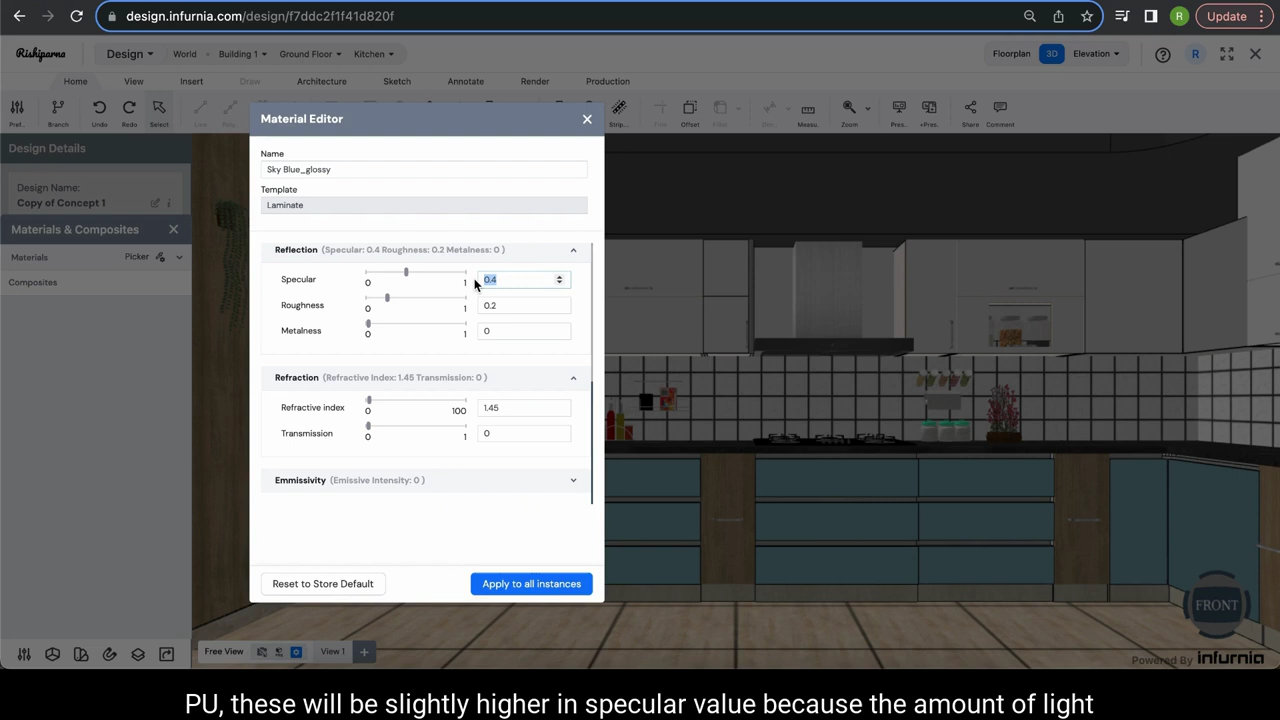 design.infurnia.com/design/f7ddc2f1f41d820f
R
Update
Rishiparna
Design
World
Building 1
Ground Floor
Kitchen
Floorplan
3D
Elevation
R
Home
View
Insert
Draw
Architecture
Sketch
Annotate
Render
Production
Pref..
Branch
Undo
Redo
Select
Strip...
Offset
Measu.
Zoom
Pres...
+Pres.
Share
Comment
Design Details
Design Name:
Copy of Concept 1
Materials & Composites
Materials
Picker
Composites
Material Editor
Name
Sky Blue_glossy
Template
Laminate
Reflection (Specular: 0.4 Roughness: 0.2 Metalness: 0 )
Specular
0 1
0.4
Roughness
0 1
0.2
Metalness
0 1
0
Refraction (Refractive Index: 1.45 Transmission: 0 )
Refractive index
0 100
1.45
Transmission
0 1
0
Emmissivity (Emissive Intensity: 0 )
Reset to Store Default
Apply to all instances
FRONT
Free View
View 1
Powered By infurnia
PU, these will be slightly higher in specular value because the amount of light